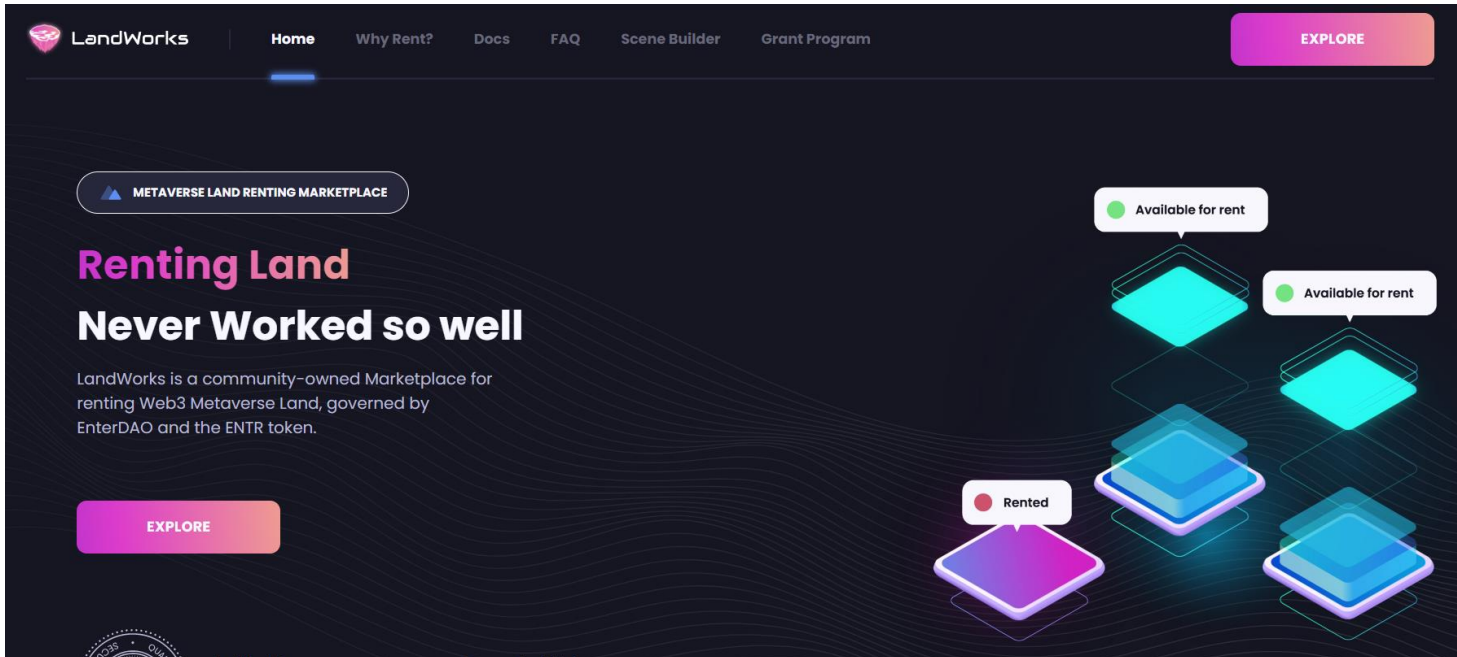 LandWorks
Home Why Rent? Docs FAQ Scene Builder Grant Program
EXPLORE
METAVERSE LAND RENTING MARKETPLACE
Renting Land
Never Worked so well
LandWorks is a community-owned Marketplace for
renting Web3 Metaverse Land, governed by
EnterDAO and the ENTR token.
EXPLORE
Available for rent
Available for rent
Rented